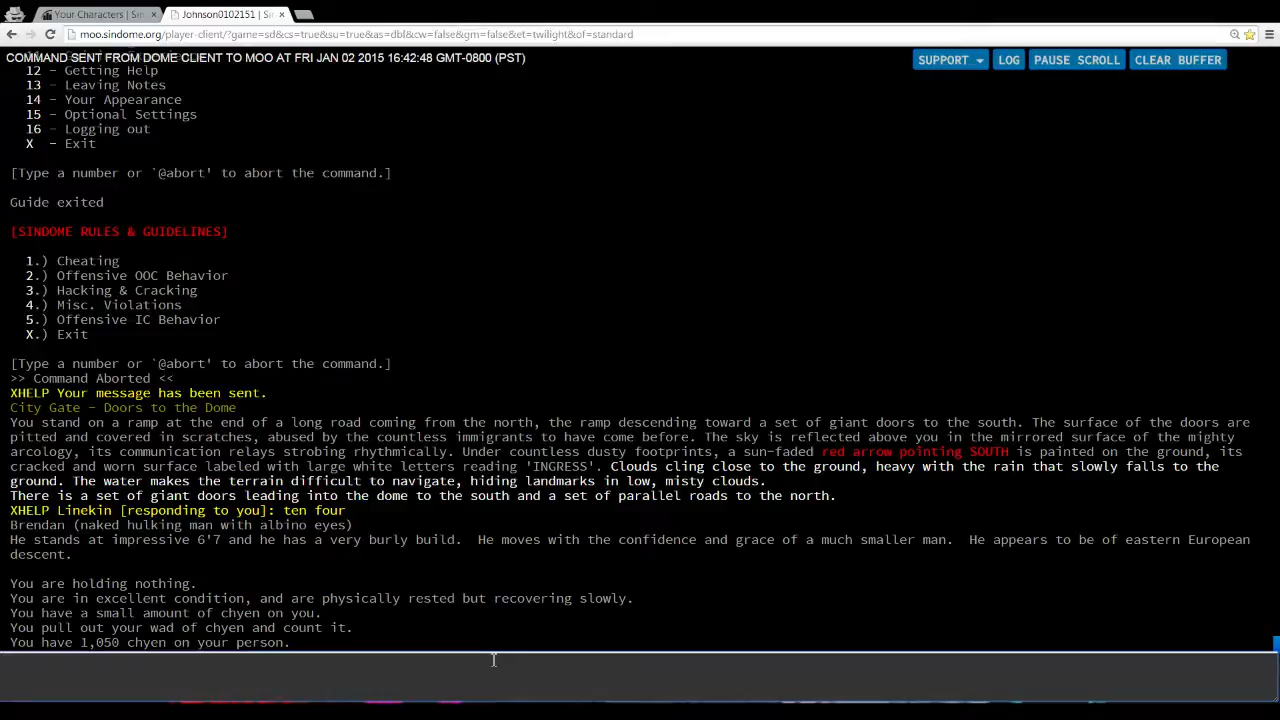 Your Characters | Sin
Johnson0102151 | Si
moo.sindome.org/player-client/?game=sd&cs=true&su=true&as=dbl&cw=false&gm=false&et=twilight&of=standard
COMMAND SENT FROM DOME CLIENT TO MOO AT FRI JAN 02 2015 16:42:48 GMT-0800 (PST)
SUPPORT LOG PAUSE SCROLL CLEAR BUFFER
12 - Getting Help
13 - Leaving Notes
14 - Your Appearance
15 - Optional Settings
16 - Logging out
X - Exit
[Type a number or `@abort' to abort the command.]
Guide exited
[SINDOME RULES & GUIDELINES]
1.) Cheating
2.) Offensive OOC Behavior
3.) Hacking & Cracking
4.) Misc. Violations
5.) Offensive IC Behavior
X.) Exit
[Type a number or `@abort' to abort the command.]
>> Command Aborted <<
XHELP Your message has been sent.
City Gate - Doors to the Dome
You stand on a ramp at the end of a long road coming from the north, the ramp descending toward a set of giant doors to the south. The surface of the doors are
pitted and covered in scratches, abused by the countless immigrants to have come before. The sky is reflected above you in the mirrored surface of the mighty
arcology, its communication relays strobing rhythmically. Under countless dusty footprints, a sun-faded red arrow pointing SOUTH is painted on the ground, its
cracked and worn surface labeled with large white letters reading 'INGRESS'. Clouds cling close to the ground, heavy with the rain that slowly falls to the
ground. The water makes the terrain difficult to navigate, hiding landmarks in low, misty clouds.
There is a set of giant doors leading into the dome to the south and a set of parallel roads to the north.
XHELP Linekin [responding to you]: ten four
Brendan (naked hulking man with albino eyes)
He stands at impressive 6'7 and he has a very burly build. He moves with the confidence and grace of a much smaller man. He appears to be of eastern European
descent.
You are holding nothing.
You are in excellent condition, and are physically rested but recovering slowly.
You have a small amount of chyen on you.
You pull out your wad of chyen and count it.
You have 1,050 chyen on your person.